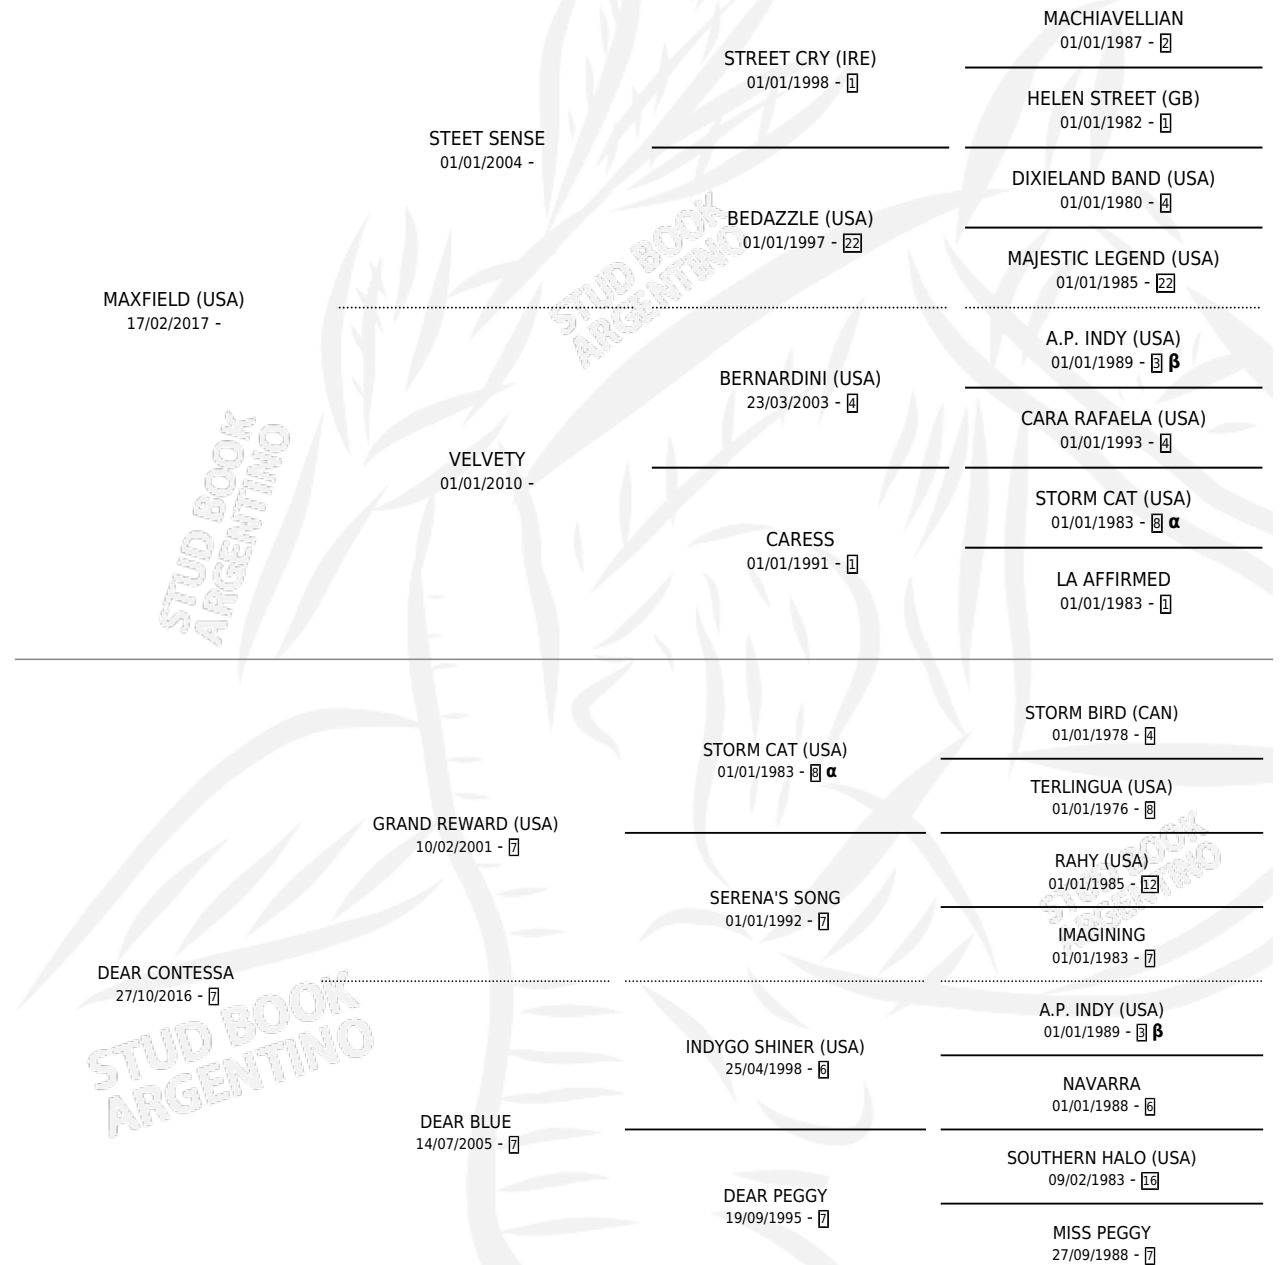 MACHIAVELLIAN
01/01/1987 - 2
STREET CRY (IRE)
01/01/1998 - 1
HELEN STREET (GB)
01/01/1982 - 1
STEET SENSE
01/01/2004 -
DIXIELAND BAND (USA)
01/01/1980 - 4
BEDAZZLE (USA)
01/01/1997 - 22
MAJESTIC LEGEND (USA)
01/01/1985 - 22
STUD BOOK
ARGENTINO
MAXFIELD (USA)
17/02/2017 -
A.P. INDY (USA)
01/01/1989 - 3 β
BERNARDINI (USA)
23/03/2003 - 4
CARA RAFAELA (USA)
01/01/1993 - 4
VELVETY
01/01/2010 -
STORM CAT (USA)
01/01/1983 - 8 α
CARESS
01/01/1991 - 1
LA AFFIRMED
01/01/1983 - 1
STUD BOOK
ARGENTINO
STORM BIRD (CAN)
01/01/1978 - 4
STORM CAT (USA)
01/01/1983 - 8 α
TERLINGUA (USA)
01/01/1976 - 8
GRAND REWARD (USA)
10/02/2001 - 7
RAHY (USA)
01/01/1985 - 12
SERENA'S SONG
01/01/1992 - 7
IMAGINING
01/01/1983 - 7
STUD BOOK
ARGENTINO
DEAR CONTESSA
27/10/2016 - 7
A.P. INDY (USA)
01/01/1989 - 3 β
INDYGO SHINER (USA)
25/04/1998 - 6
NAVARRA
01/01/1988 - 6
STUD BOOK
ARGENTINO
DEAR BLUE
14/07/2005 - 7
SOUTHERN HALO (USA)
09/02/1983 - 16
DEAR PEGGY
19/09/1995 - 7
MISS PEGGY
27/09/1988 - 7